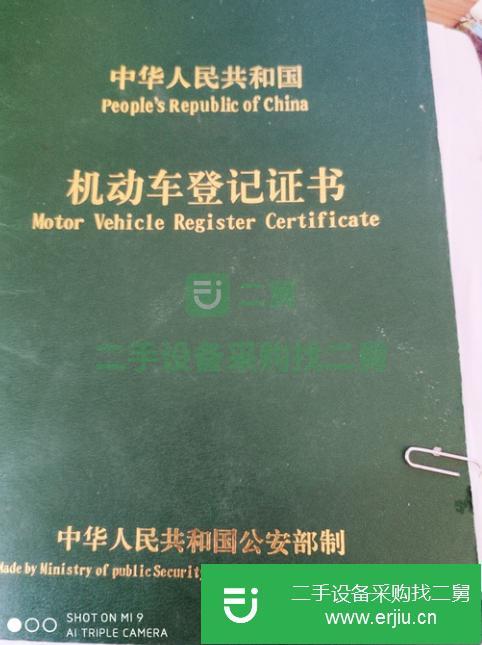 中华人民共和国
People's Republic of China
机动车登记证书
Motor Vehicle Register Certificate
二舅
二手设备采购找二舅
中华人民共和国公安部制
Made by Ministry of public Security
SHOT ON MI 9
AI TRIPLE CAMERA
二手设备采购找二舅
www.erjiu.cn